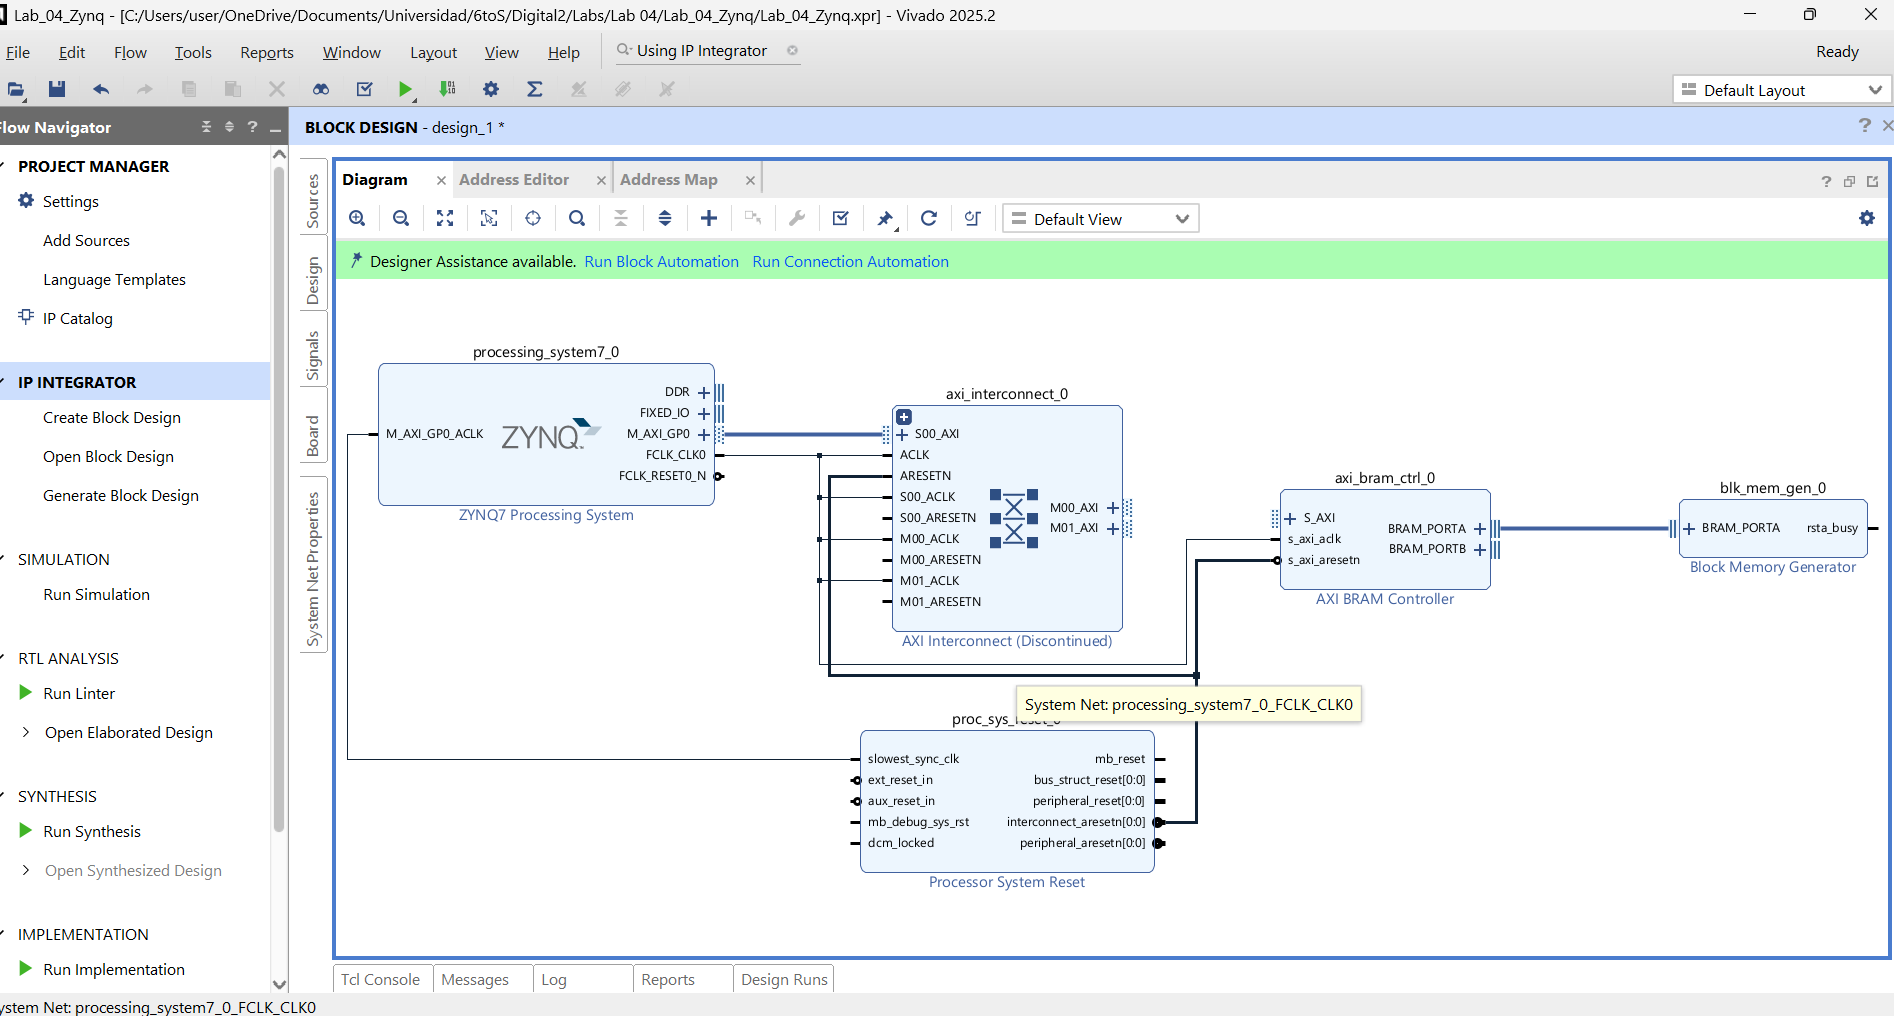 Lab_04_Zynq - [C:/Users/user/OneDrive/Documents/Universidad/6toS/Digital2/Labs/Lab 04/Lab_04_Zynq/Lab_04_Zynq.xpr] - Vivado 2025.2
File Edit Flow Tools Reports Window Layout View Help Using IP Integrator Ready
Default Layout
Flow Navigator
BLOCK DESIGN - design_1 *
PROJECT MANAGER
Settings
Add Sources
Language Templates
IP Catalog
IP INTEGRATOR
Create Block Design
Open Block Design
Generate Block Design
SIMULATION
Run Simulation
RTL ANALYSIS
Run Linter
Open Elaborated Design
SYNTHESIS
Run Synthesis
Open Synthesized Design
IMPLEMENTATION
Run Implementation
Sources
Design
Signals
Board
System Net Properties
Diagram Address Editor Address Map
Default View
Designer Assistance available. Run Block Automation Run Connection Automation
processing_system7_0
DDR
FIXED_IO
M_AXI_GP0_ACLK
ZYNQ
M_AXI_GP0
FCLK_CLK0
FCLK_RESET0_N
ZYNQ7 Processing System
axi_interconnect_0
S00_AXI
ACLK
ARESETN
S00_ACLK
S00_ARESETN
M00_ACLK
M00_ARESETN
M01_ACLK
M01_ARESETN
M00_AXI
M01_AXI
AXI Interconnect (Discontinued)
axi_bram_ctrl_0
S_AXI
s_axi_aclk
s_axi_aresetn
BRAM_PORTA
BRAM_PORTB
AXI BRAM Controller
blk_mem_gen_0
BRAM_PORTA
rsta_busy
Block Memory Generator
System Net: processing_system7_0_FCLK_CLK0
proc_sys_reset_0
slowest_sync_clk
ext_reset_in
aux_reset_in
mb_debug_sys_rst
dcm_locked
mb_reset
bus_struct_reset[0:0]
peripheral_reset[0:0]
interconnect_aresetn[0:0]
peripheral_aresetn[0:0]
Processor System Reset
Tcl Console Messages Log Reports Design Runs
ystem Net: processing_system7_0_FCLK_CLK0